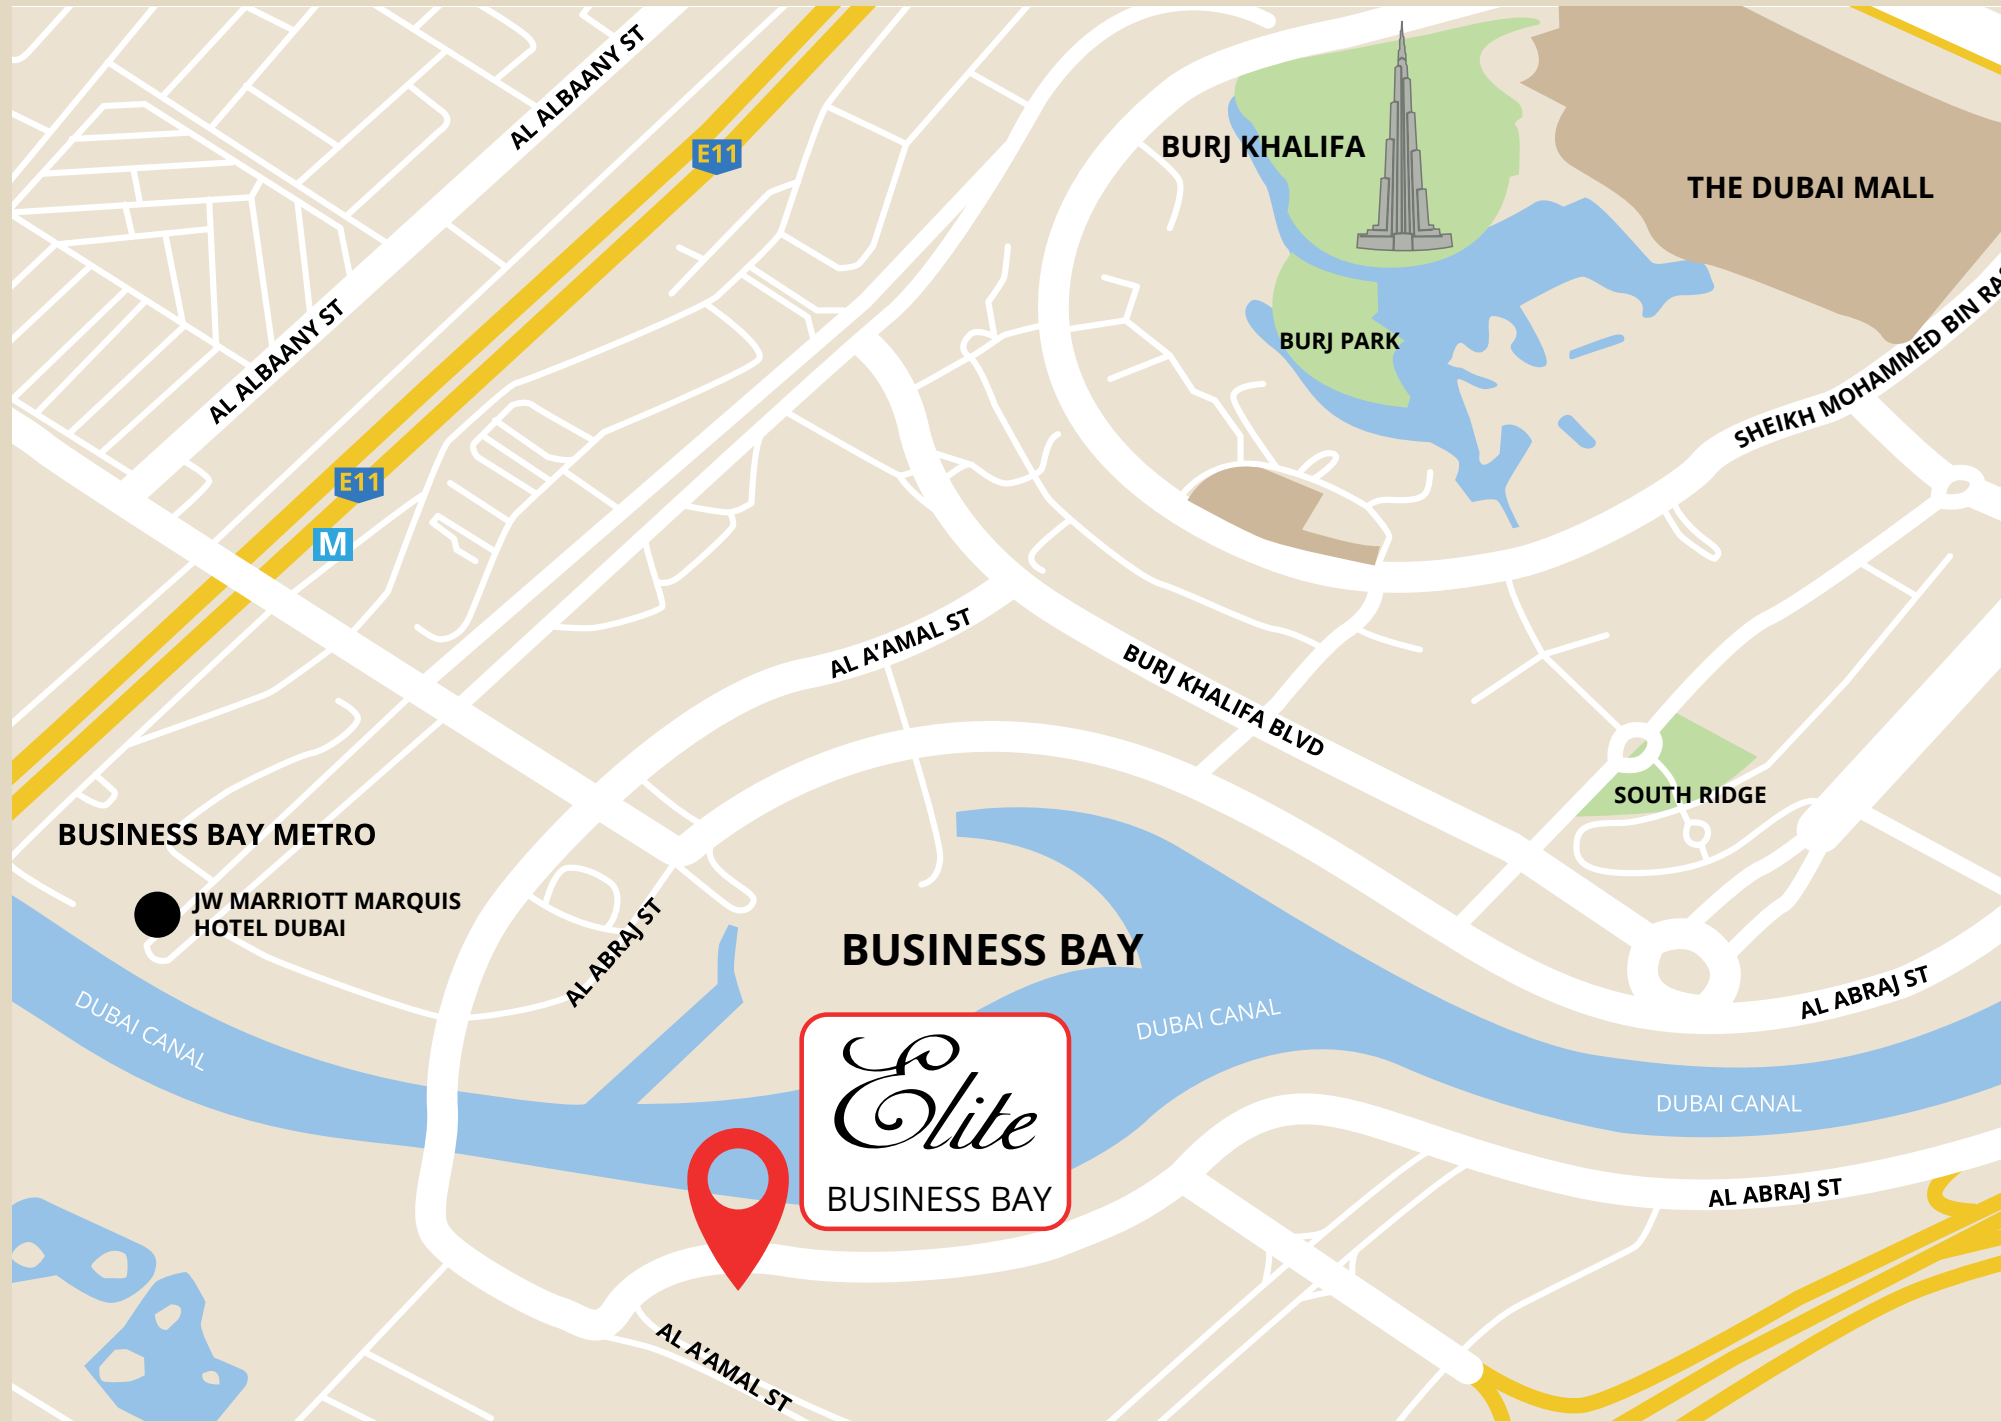 AL ALBAANY ST
E11
BURJ KHALIFA
THE DUBAI MALL
AL ALBAANY ST
BURJ PARK
SHEIKH MOHAMMED BIN RAS
E11
M
AL A'AMAL ST
BURJ KHALIFA BLVD
SOUTH RIDGE
BUSINESS BAY METRO
JW MARRIOTT MARQUIS
HOTEL DUBAI
AL ABRAJ ST
BUSINESS BAY
AL ABRAJ ST
DUBAI CANAL
DUBAI CANAL
DUBAI CANAL
Elite
BUSINESS BAY
AL ABRAJ ST
AL A'AMAL ST